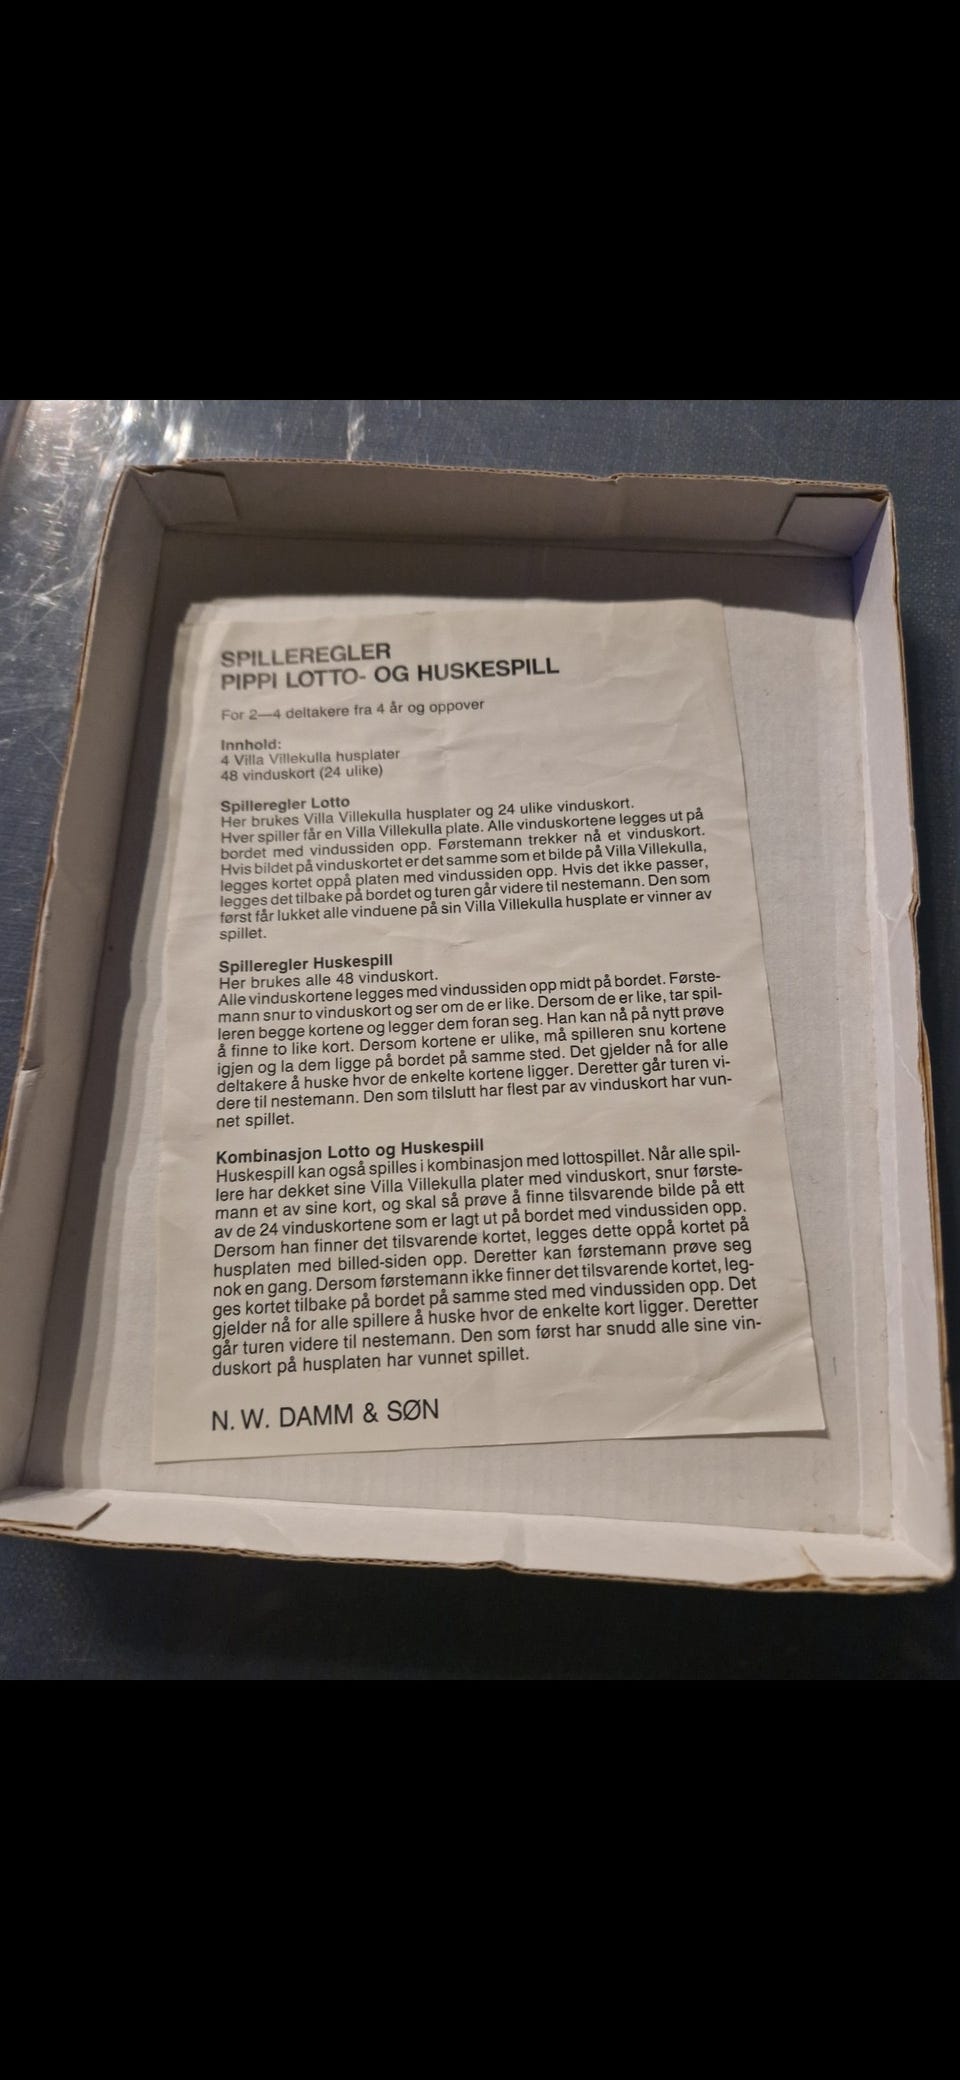 SPILLEREGLER
PIPPI LOTTO- OG HUSKESPILL
For 2—4 deltakere fra 4 år og oppover
Innhold:
4 Villa Villekulla husplater
48 vinduskort (24 ulike)
Spilleregler Lotto
Her brukes Villa Villekulla husplater og 24 ulike vinduskort.
Hver spiller får en Villa Villekulla plate. Alle vinduskortene legges ut på
bordet med vindussiden opp. Førstemann trekker nå et vinduskort.
Hvis bildet på vinduskortet er det samme som et bilde på Villa Villekulla,
legges kortet oppå platen med vindussiden opp. Hvis det ikke passer,
legges det tilbake på bordet og turen går videre til nestemann. Den som
først får lukket alle vinduene på sin Villa Villekulla husplate er vinner av
spillet.
Spilleregler Huskespill
Her brukes alle 48 vinduskort.
Alle vinduskortene legges med vindussiden opp midt på bordet. Første-
mann snur to vinduskort og ser om de er like. Dersom de er like, tar spil-
leren begge kortene og legger dem foran seg. Han kan nå på nytt prøve
å finne to like kort. Dersom kortene er ulike, må spilleren snu kortene
igjen og la dem ligge på bordet på samme sted. Det gjelder nå for alle
deltakere å huske hvor de enkelte kortene ligger. Deretter går turen vi-
dere til nestemann. Den som tilslutt har flest par av vinduskort har vun-
net spillet.
Kombinasjon Lotto og Huskespill
Huskespill kan også spilles i kombinasjon med lottospillet. Når alle spil-
lere har dekket sine Villa Villekulla plater med vinduskort, snur første-
mann et av sine kort, og skal så prøve å finne tilsvarende bilde på ett
av de 24 vinduskortene som er lagt ut på bordet med vindussiden opp.
Dersom han finner det tilsvarende kortet, legges dette oppå kortet på
husplaten med billed-siden opp. Deretter kan førstemann prøve seg
nok en gang. Dersom førstemann ikke finner det tilsvarende kortet, leg-
ges kortet tilbake på bordet på samme sted med vindussiden opp. Det
gjelder nå for alle spillere å huske hvor de enkelte kort ligger. Deretter
går turen videre til nestemann. Den som først har snudd alle sine vin-
duskort på husplaten har vunnet spillet.
N. W. DAMM & SØN